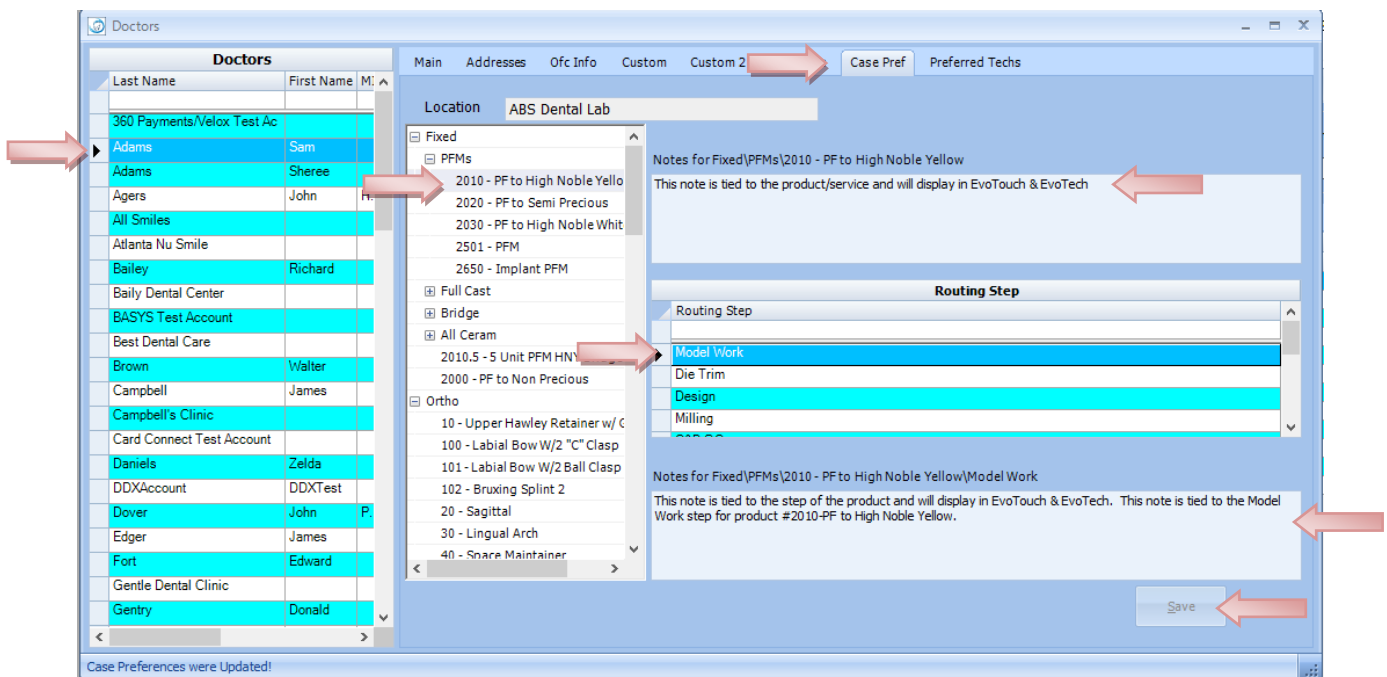 Doctors
Doctors
Last Name First Name MI
360 Payments/Velox Test Ac
Adams Sam
Adams Sheree
Agers John H.
All Smiles
Atlanta Nu Smile
Bailey Richard
Baily Dental Center
BASYS Test Account
Best Dental Care
Brown Walter
Campbell James
Campbell's Clinic
Card Connect Test Account
Daniels Zelda
DDXAccount DDXTest
Dover John P.
Edger James
Fort Edward
Gentle Dental Clinic
Gentry Donald
Main Addresses Ofc Info Custom Custom 2 Case Pref Preferred Techs
Location ABS Dental Lab
Fixed
PFMs
2010 - PF to High Noble Yello
2020 - PF to Semi Precious
2030 - PF to High Noble Whit
2501 - PFM
2650 - Implant PFM
Full Cast
Bridge
All Ceram
2010.5 - 5 Unit PFM HNY
2000 - PF to Non Precious
Ortho
10 - Upper Hawley Retainer w/
100 - Labial Bow W/2 "C" Clasp
101 - Labial Bow W/2 Ball Clasp
102 - Bruxing Splint 2
20 - Sagittal
30 - Lingual Arch
40 - Space Maintainer
Notes for Fixed\PFMs\2010 - PF to High Noble Yellow
This note is tied to the product/service and will display in EvoTouch & EvoTech
Routing Step
Routing Step
Model Work
Die Trim
Design
Milling
Notes for Fixed\PFMs\2010 - PF to High Noble Yellow\Model Work
This note is tied to the step of the product and will display in EvoTouch & EvoTech. This note is tied to the Model
Work step for product #2010-PF to High Noble Yellow.
Save
Case Preferences were Updated!